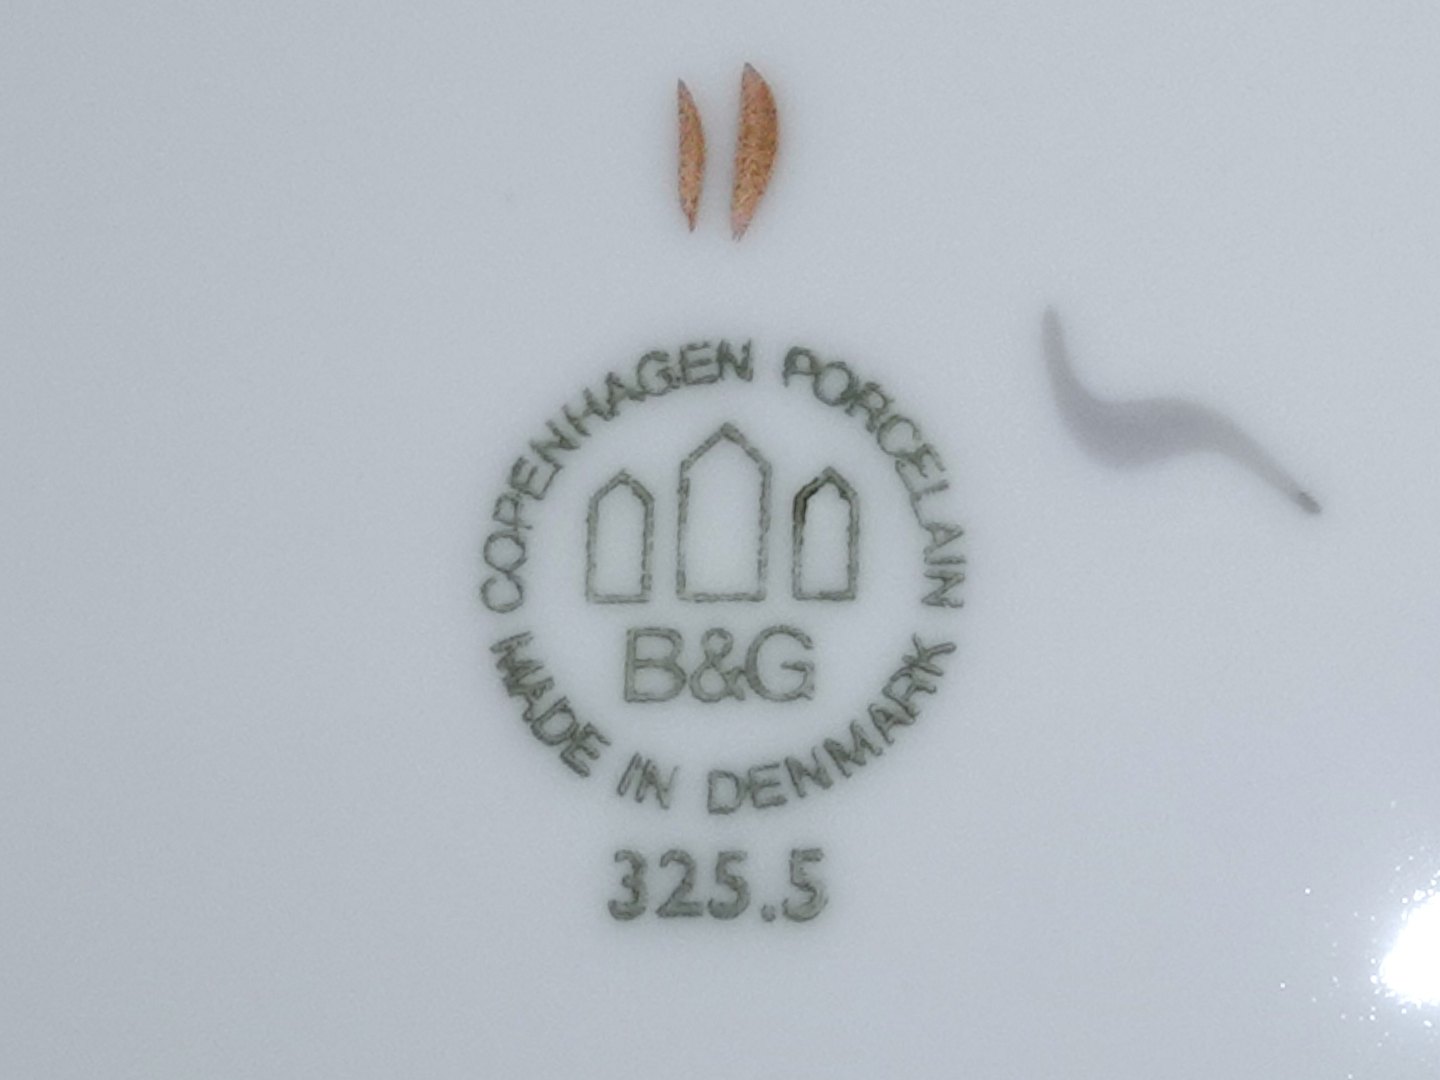 COPENHAGEN PORCELAIN
B&G
MADE IN DENMARK
325.5